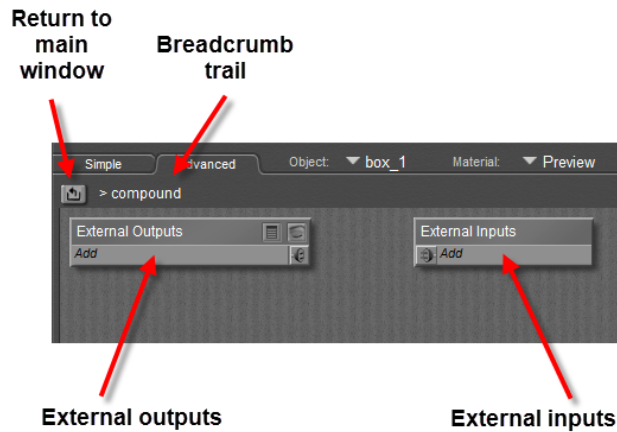 Return to
main
window
Breadcrumb
trail
Simple
Advanced
Object:
box_1
Material:
Preview
> compound
External Outputs
Add
External Inputs
Add
External outputs
External inputs